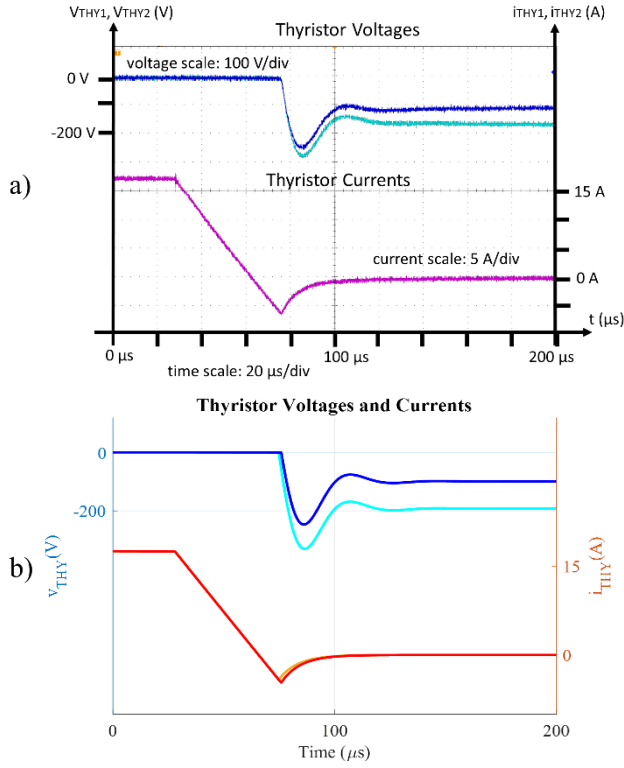 VTHY1, VTHY2 (V)
iTHY1, iTHY2 (A)
Thyristor Voltages
voltage scale: 100 V/div
0 V
-200 V
a)
Thyristor Currents
15 A
current scale: 5 A/div
0 A
t (µs)
0 µs
100 µs
200 µs
time scale: 20 µs/div
Thyristor Voltages and Currents
0
-200
vTHY(V)
b)
15
0
iTHY(A)
0
100
200
Time (µs)